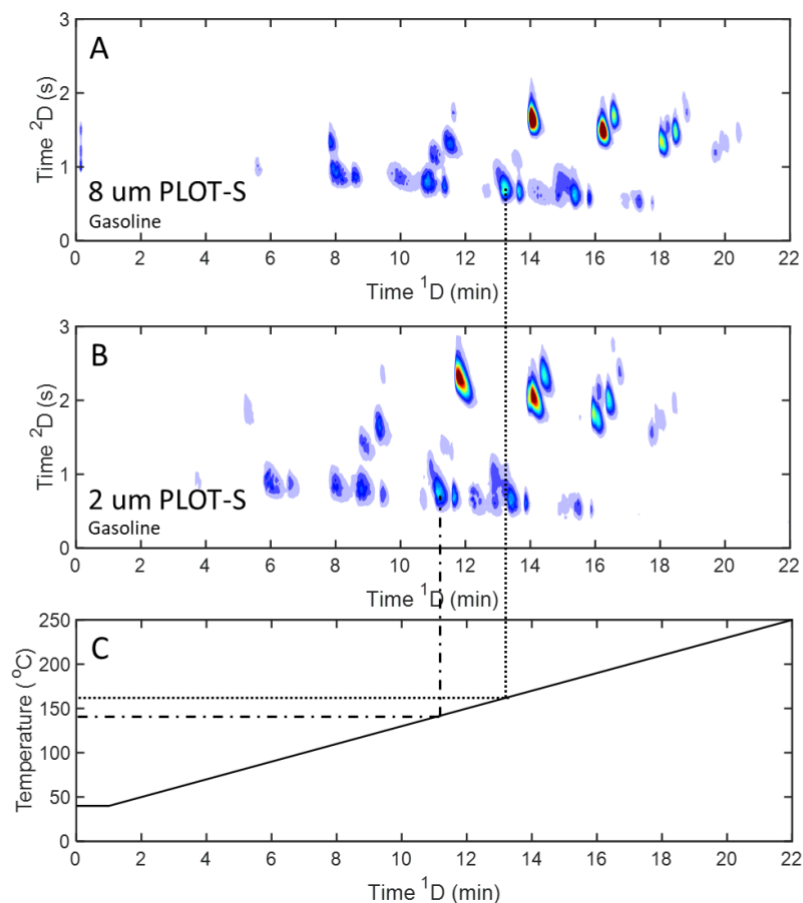 3
A
2
Time ²D (s)
1
8 um PLOT-S
Gasoline
0
0 2 4 6 8 10 12 14 16 18 20 22
Time ¹D (min)
3
B
2
Time ²D (s)
1
2 um PLOT-S
Gasoline
0
0 2 4 6 8 10 12 14 16 18 20 22
Time ¹D (min)
250
C
200
150
Temperature (°C)
100
50
0
0 2 4 6 8 10 12 14 16 18 20 22
Time ¹D (min)